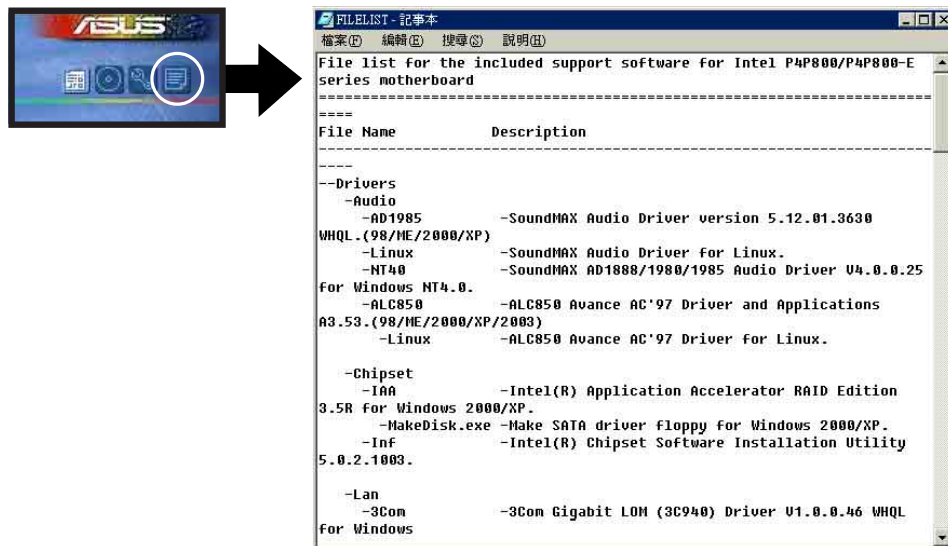 /ISUS
FILELIST - 記事本
檔案(F) 編輯(E) 搜尋(S) 說明(H)
File list for the included support software for Intel P4P800/P4P800-E
series motherboard
==========================================================================
====
File Name Description
--------------------------------------------------------------------------
----
--Drivers
-Audio
-AD1985 -SoundMAX Audio Driver version 5.12.01.3630
WHQL.(98/ME/2000/XP)
-Linux -SoundMAX Audio Driver for Linux.
-NT40 -SoundMAX AD1888/1980/1985 Audio Driver V4.0.0.25
for Windows NT4.0.
-ALC850 -ALC850 Avance AC'97 Driver and Applications
A3.53.(98/ME/2000/XP/2003)
-Linux -ALC850 Avance AC'97 Driver for Linux.
-Chipset
-IAA -Intel(R) Application Accelerator RAID Edition
3.5R for Windows 2000/XP.
-MakeDisk.exe -Make SATA driver floppy for Windows 2000/XP.
-Inf -Intel(R) Chipset Software Installation Utility
5.0.2.1003.
-Lan
-3Com -3Com Gigabit LOM (3C940) Driver V1.0.0.46 WHQL
for Windows